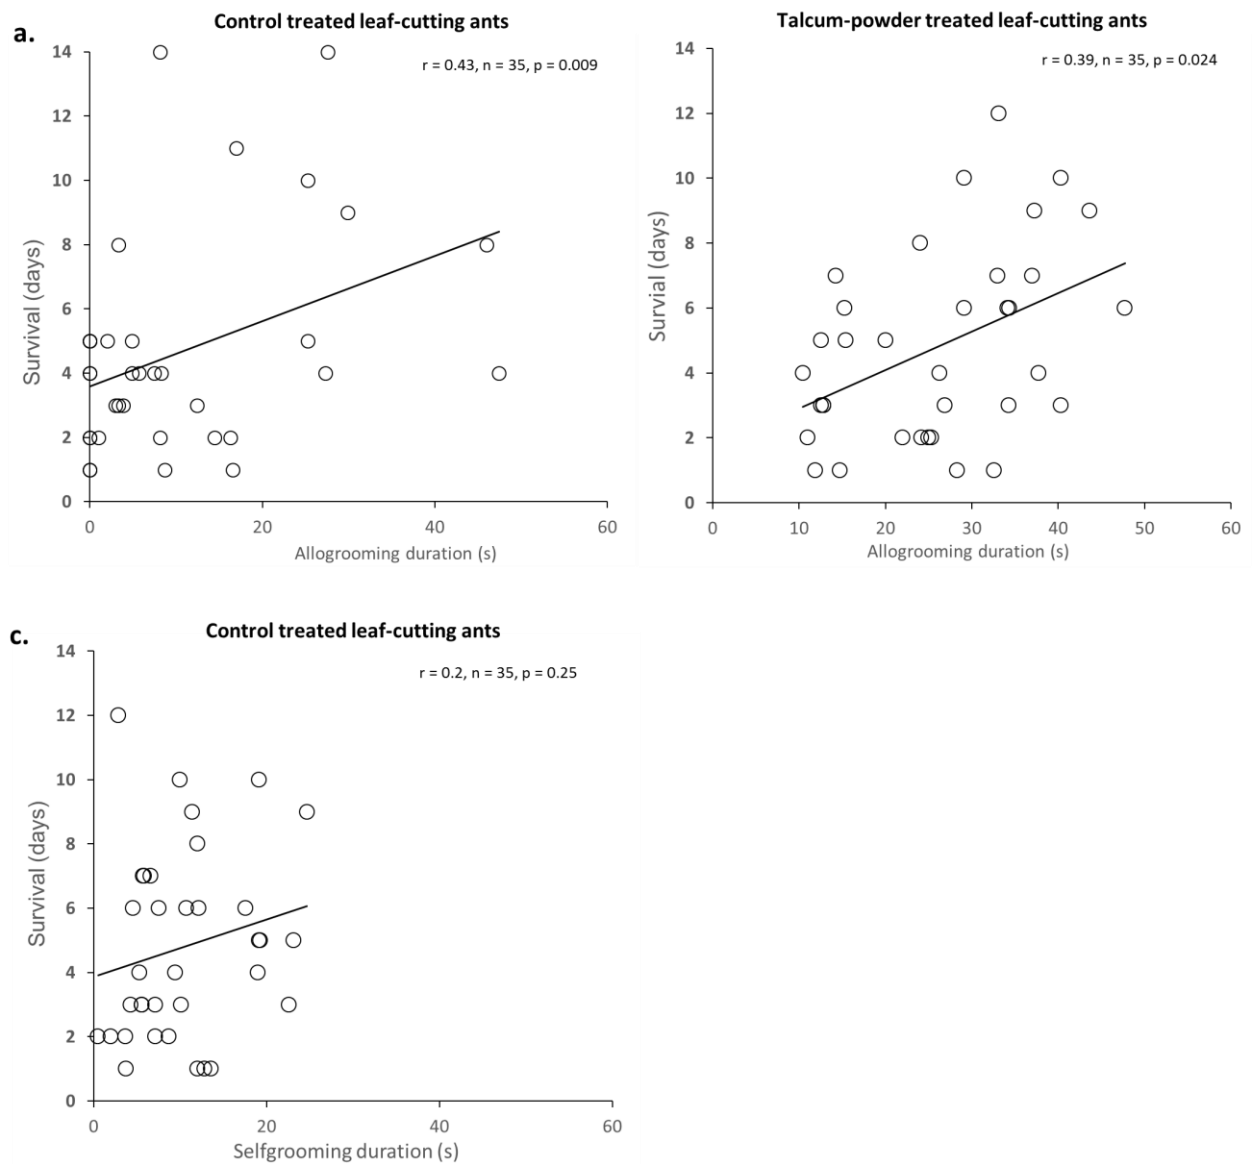 a.
Control treated leaf-cutting ants
r = 0.43, n = 35, p = 0.009
14
12
10
8
6
4
2
0
Survival (days)
0 20 40 60
Allogrooming duration (s)
Talcum-powder treated leaf-cutting ants
r = 0.39, n = 35, p = 0.024
14
12
10
8
6
4
2
0
Survial (days)
0 10 20 30 40 50 60
Allogrooming duration (s)
c.
Control treated leaf-cutting ants
r = 0.2, n = 35, p = 0.25
14
12
10
8
6
4
2
0
Survival (days)
0 20 40 60
Selfgrooming duration (s)